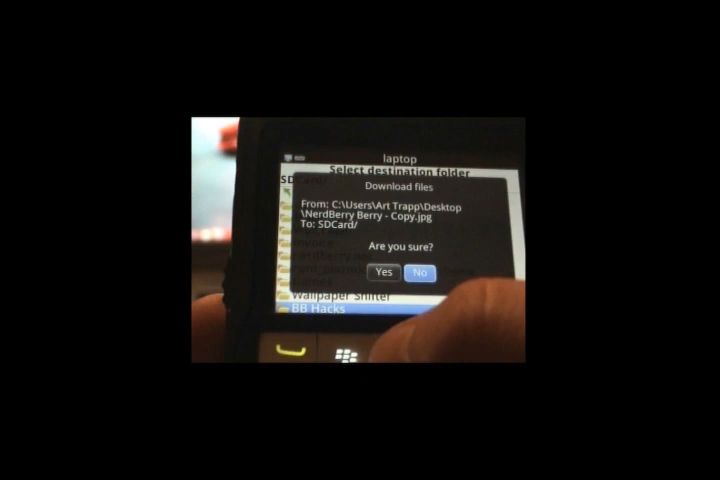 laptop
Select destination folder
SDCard/
Download files
From: C:\Users\Art Trapp\Desktop
\NerdBerry Berry - Copy.jpg
To: SDCard/
Are you sure?
Yes No
Wallpaper Shifter
BB Hacks